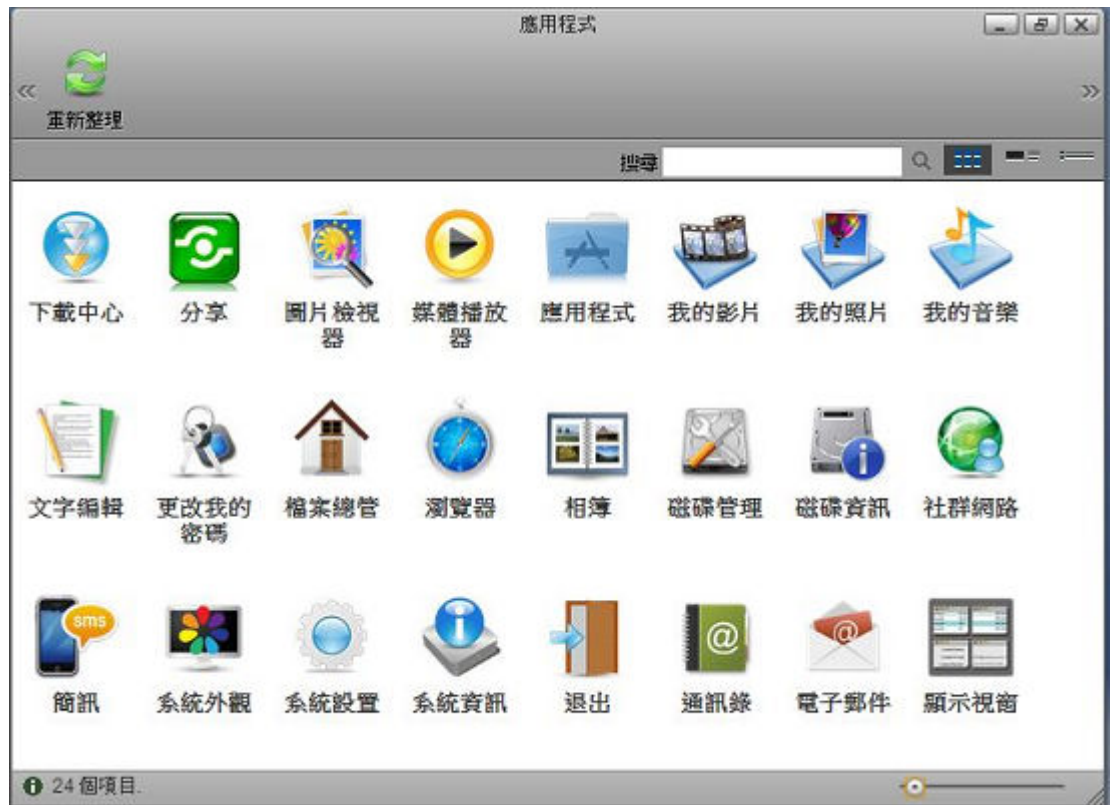 應用程式
重新整理
搜尋
下載中心 分享 圖片檢視器 媒體播放器 應用程式 我的影片 我的照片 我的音樂
文字編輯 更改我的密碼 檔案總管 瀏覽器 相簿 磁碟管理 磁碟資訊 社群網路
sms @ @
簡訊 系統外觀 系統設置 系統資訊 退出 通訊錄 電子郵件 顯示視窗
24 個項目.